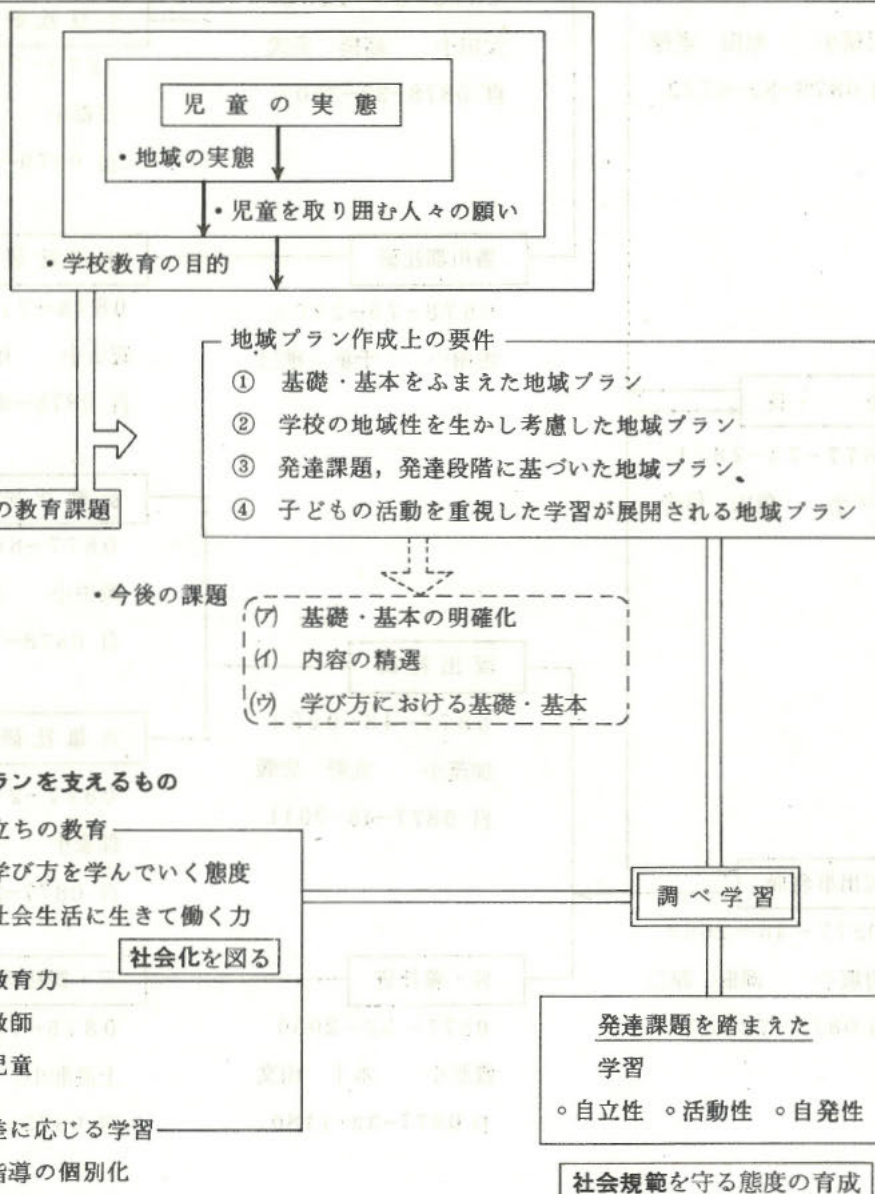 児童の実態
・地域の実態
・児童を取り囲む人々の願い
・学校教育の目的
地域プラン作成上の要件
① 基礎・基本をふまえた地域プラン
② 学校の地域性を生かし考慮した地域プラン
③ 発達課題,発達段階に基づいた地域プラン
④ 子どもの活動を重視した学習が展開される地域プラン
の教育課題
・今後の課題
(ア) 基礎・基本の明確化
(イ) 内容の精選
(ウ) 学び方における基礎・基本
ランを支えるもの
立ちの教育
学び方を学んでいく態度
社会生活に生きて働く力
社会化を図る
教育力
教師
児童
差に応じる学習
指導の個別化
調べ学習
発達課題を踏まえた
学習
○自立性 ○活動性 ○自発性
社会規範を守る態度の育成